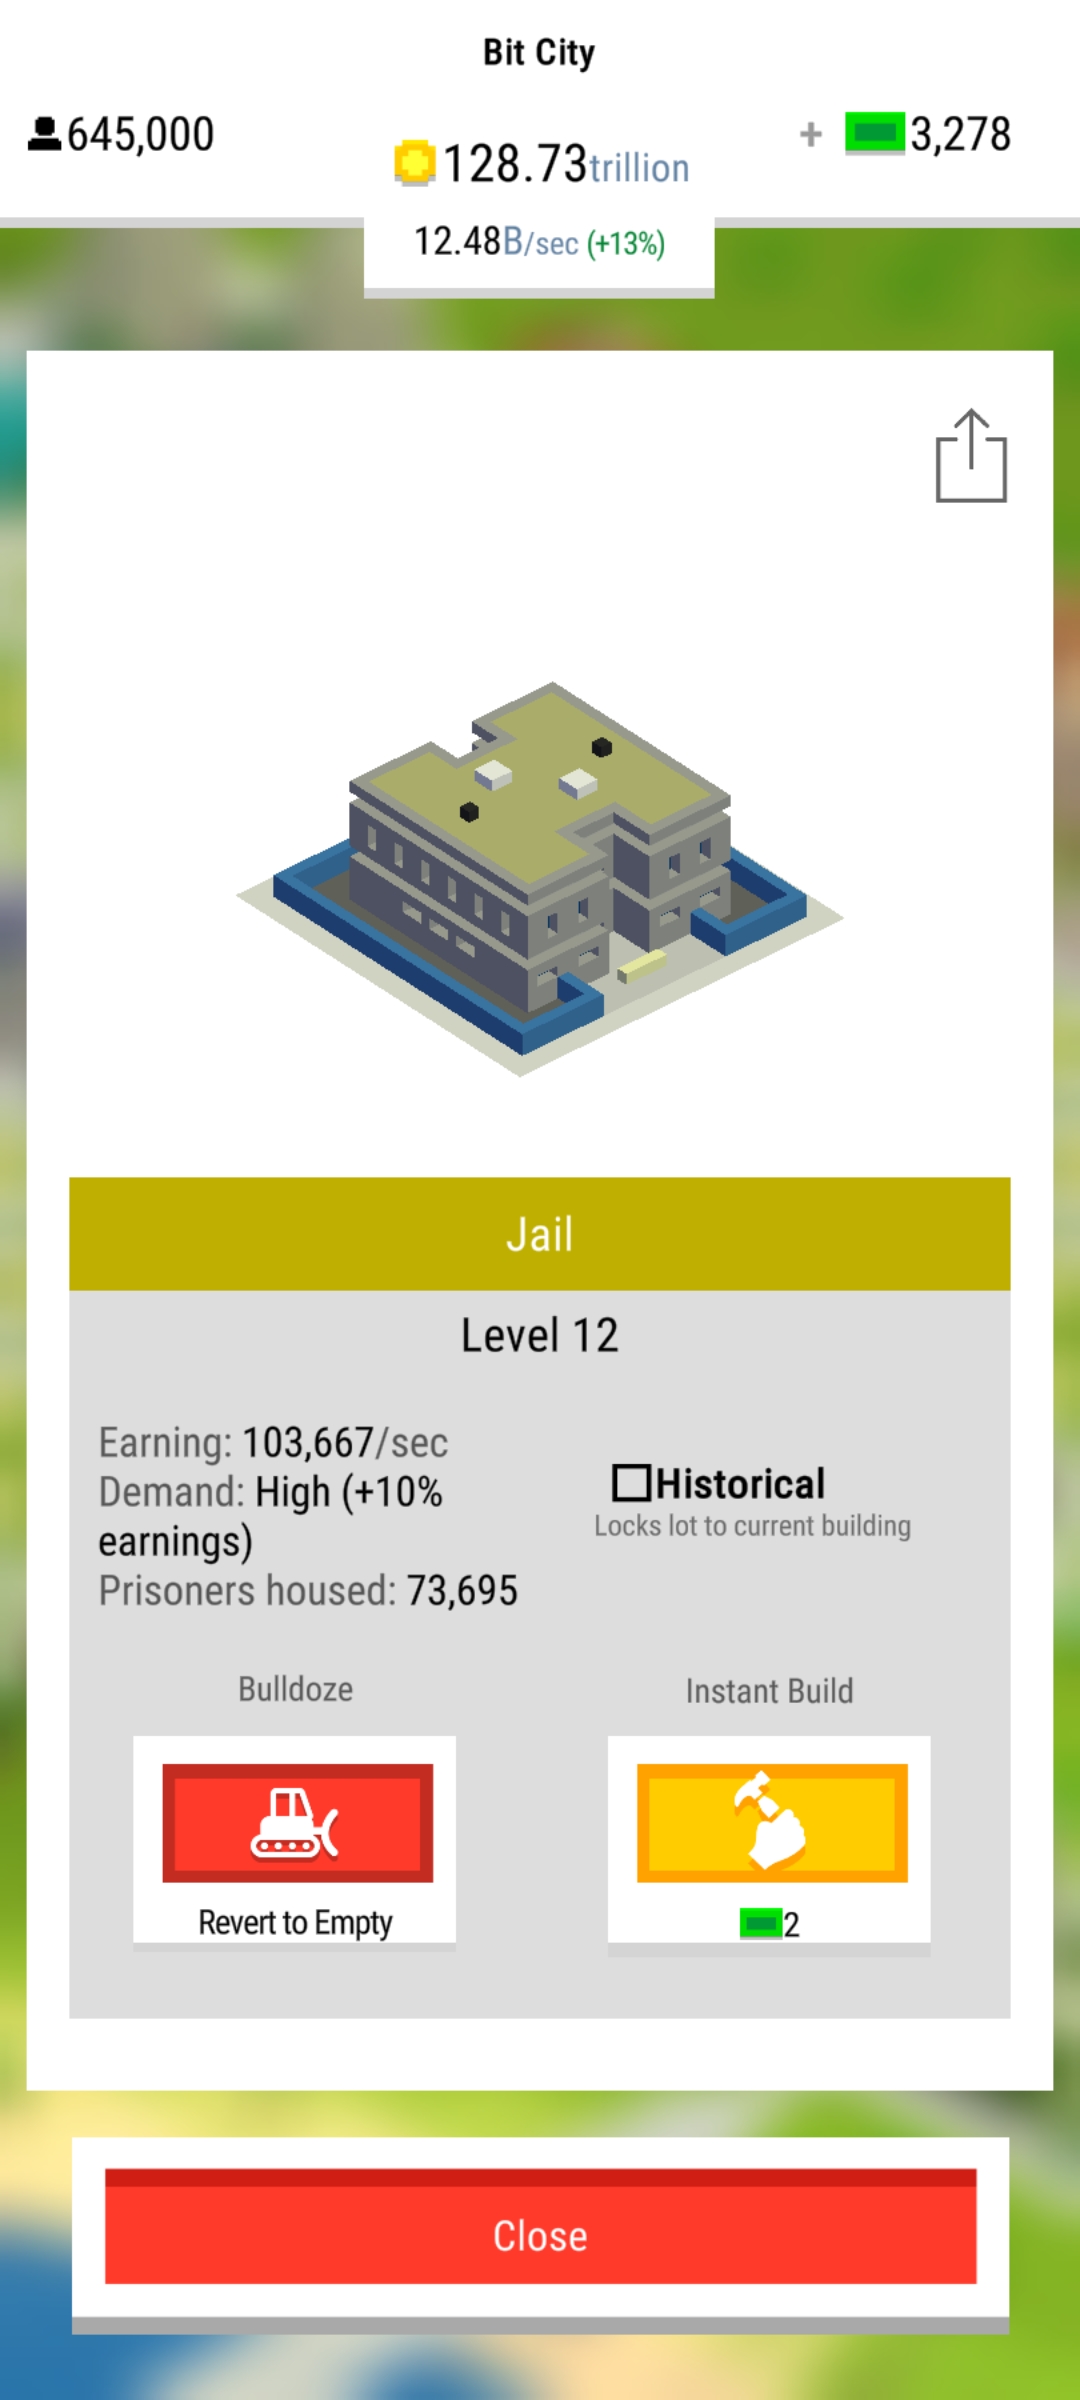 Bit City
645,000
128.73trillion
+ 3,278
12.48B/sec (+13%)
Jail
Level 12
Earning: 103,667/sec
Demand: High (+10%
earnings)
Prisoners housed: 73,695
Historical
Locks lot to current building
Bulldoze
Revert to Empty
Instant Build
2
Close